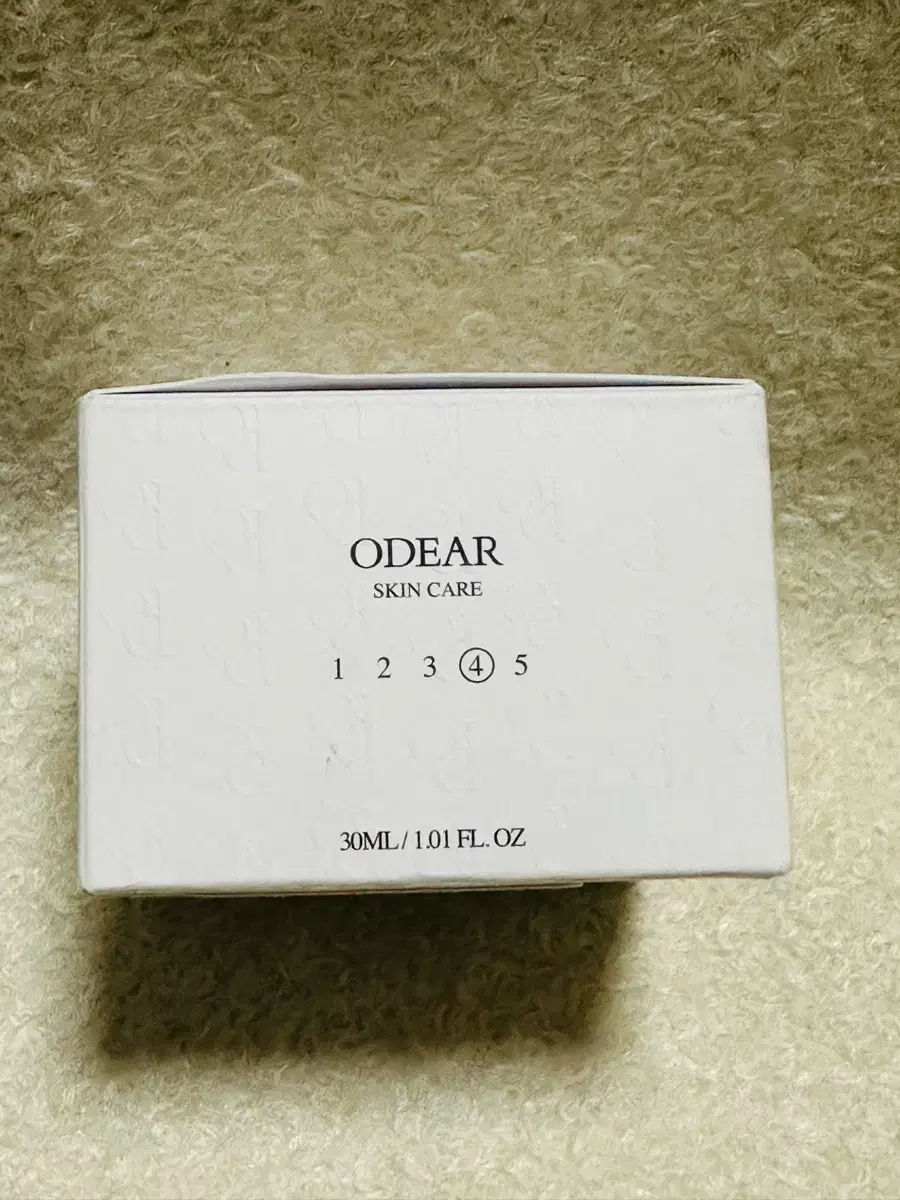 ODEAR
SKIN CARE
1 2 3 ④ 5
30ML / 1.01 FL. OZ